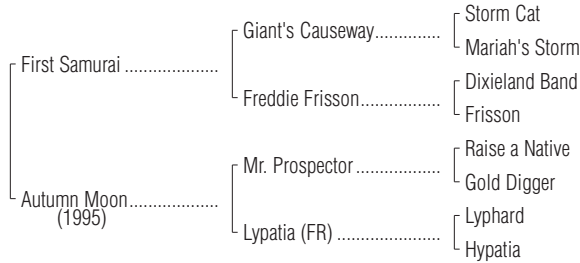 Storm Cat
Giant's Causeway..............
Mariah's Storm
First Samurai ....................
Dixieland Band
Freddie Frisson.................
Frisson
Raise a Native
Mr. Prospector ..................
Gold Digger
Autumn Moon...................
(1995)
Lyphard
Lypatia (FR) ......................
Hypatia